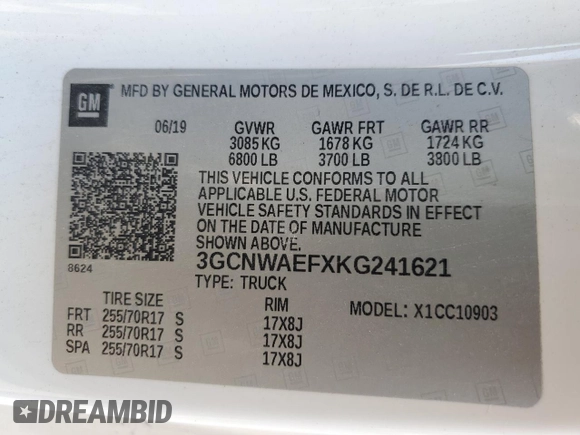 GM
MFD BY GENERAL MOTORS DE MEXICO, S. DE R.L. DE C.V.
06/19 GVWR GAWR FRT GAWR RR
3085 KG 1678 KG 1724 KG
6800 LB 3700 LB 3800 LB
THIS VEHICLE CONFORMS TO ALL
APPLICABLE U.S. FEDERAL MOTOR
VEHICLE SAFETY STANDARDS IN EFFECT
ON THE DATE OF MANUFACTURE
SHOWN ABOVE.
8624
3GCNWAEFXKG241621
TYPE: TRUCK
TIRE SIZE RIM MODEL: X1CC10903
FRT 255/70R17 S 17X8J
RR 255/70R17 S 17X8J
SPA 255/70R17 S 17X8J
DREAMBID